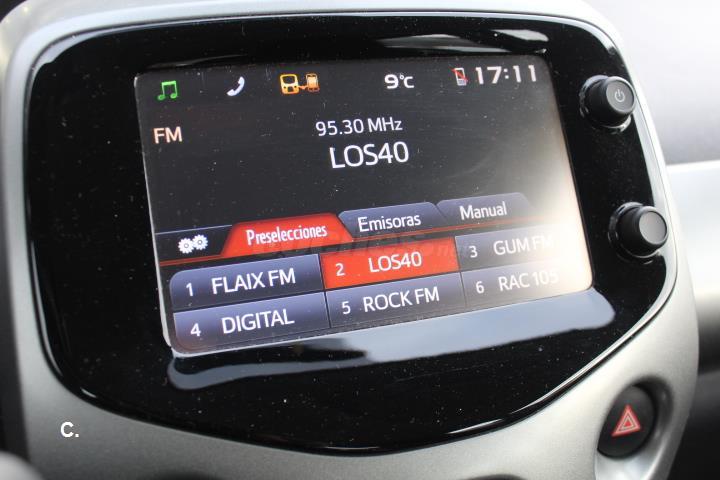 9°C
17:11
FM
95.30 MHz
LOS40
Preselecciones
Emisoras
Manual
1 FLAIX FM
2 LOS40
3 GUM FM
4 DIGITAL
5 ROCK FM
6 RAC 105
C.